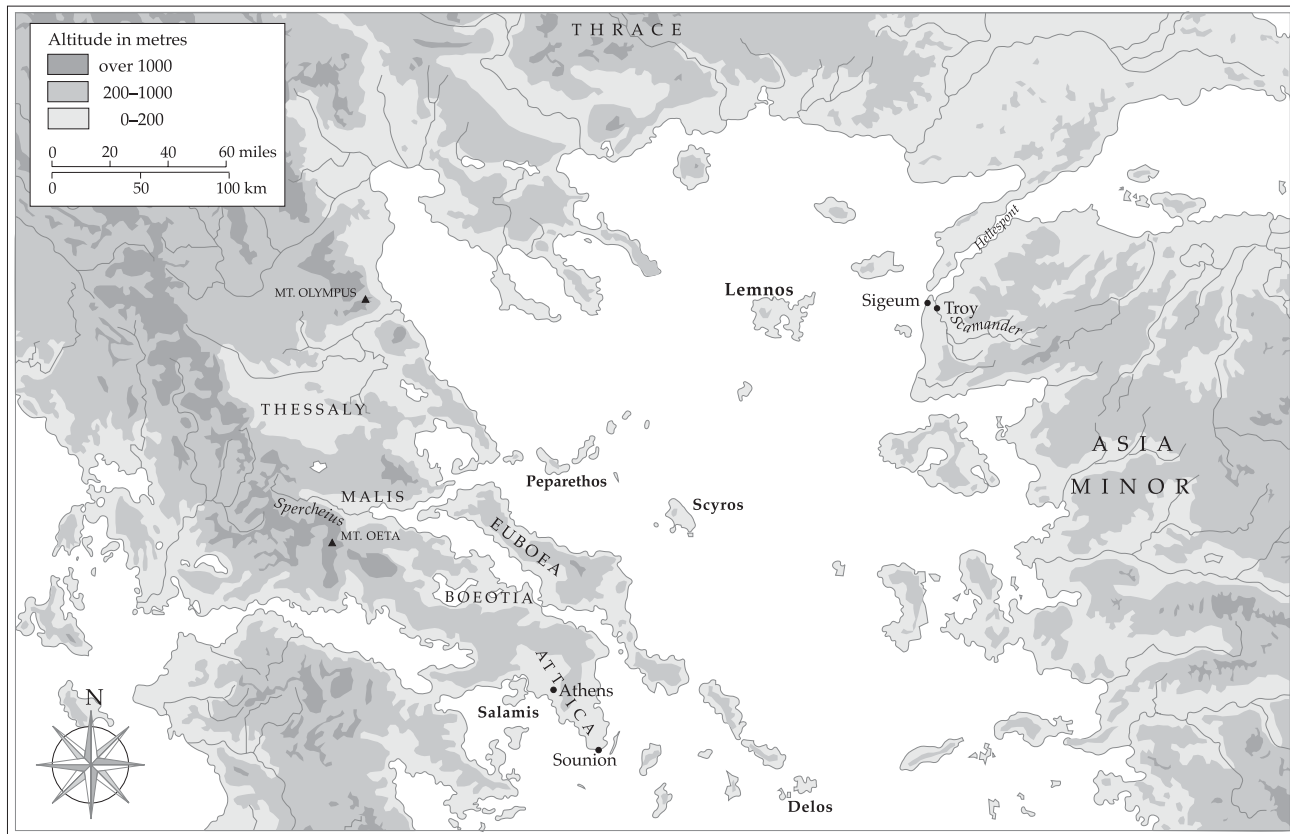 THRACE
Altitude in metres
over 1000
200–1000
0–200
0 20 40 60 miles
0 50 100 km
Hellespont
MT. OLYMPUS
Lemnos
Sigeum
Troy
Scamander
THESSALY
ASIA
MINOR
Peparethos
MALIS
Spercheius
Scyros
MT. OETA
EUBOEA
BOEOTIA
ATTICA
Athens
Salamis
N
Sounion
Delos